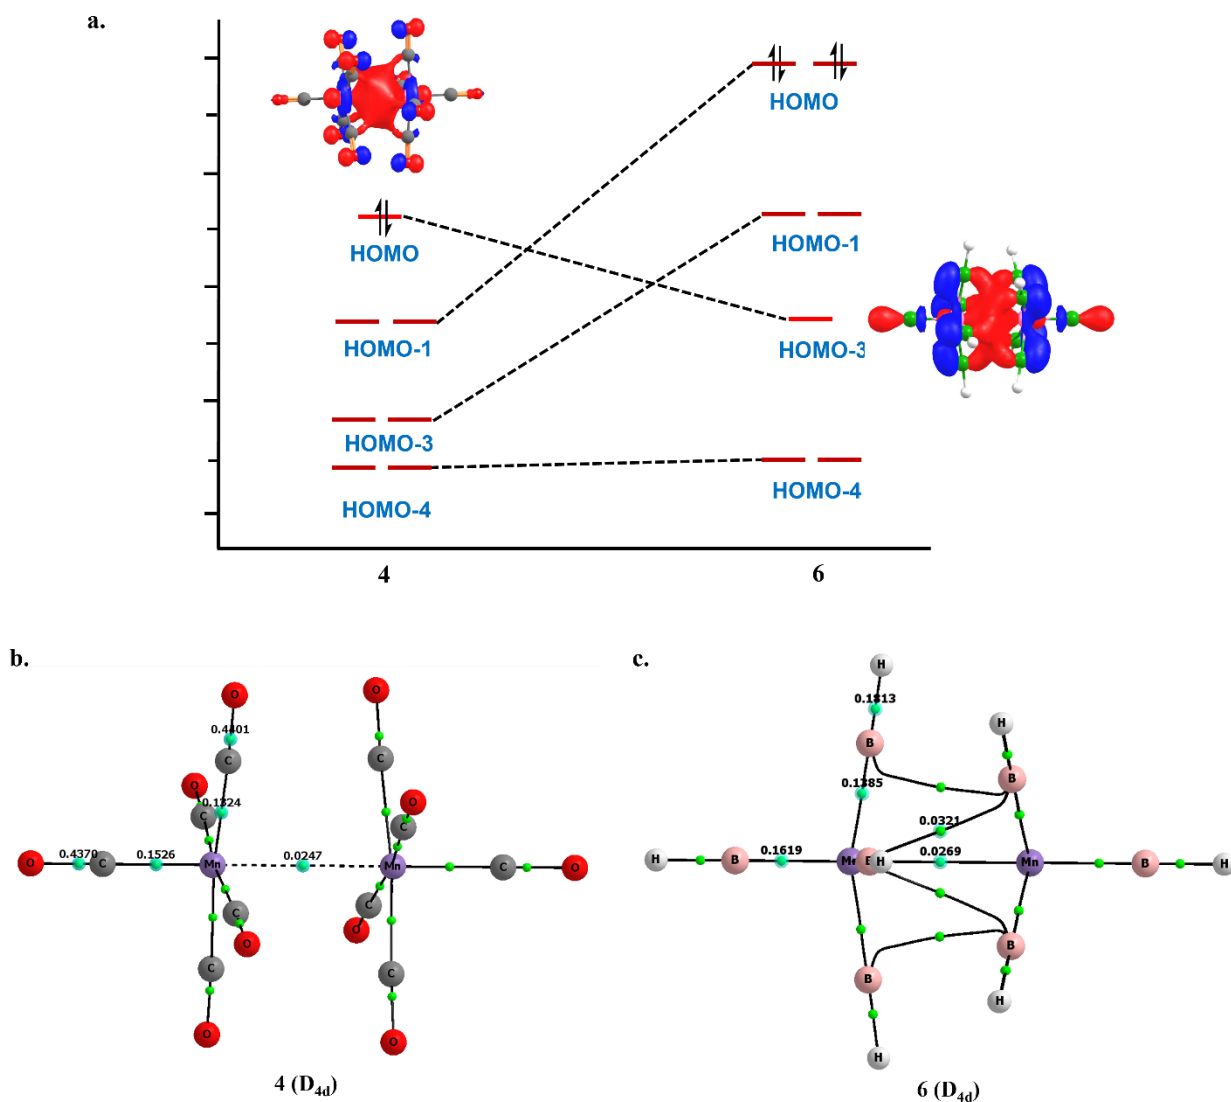 a.
HOMO
HOMO
HOMO-1
HOMO-1
HOMO-3
HOMO-3
HOMO-4
HOMO-4
4
6
b.
c.
O
O
0.4401
C
C
O
0.1324
C
O
C
O
0.4370
C
0.1526
Mn
0.0247
Mn
C
O
C
O
C
O
C
C
O
O
4 (D4d)
H
0.1813
B
H
B
0.1385
0.0321
H
B
0.1619
B
H
0.0269
Mn
B
H
B
B
H
H
6 (D4d)